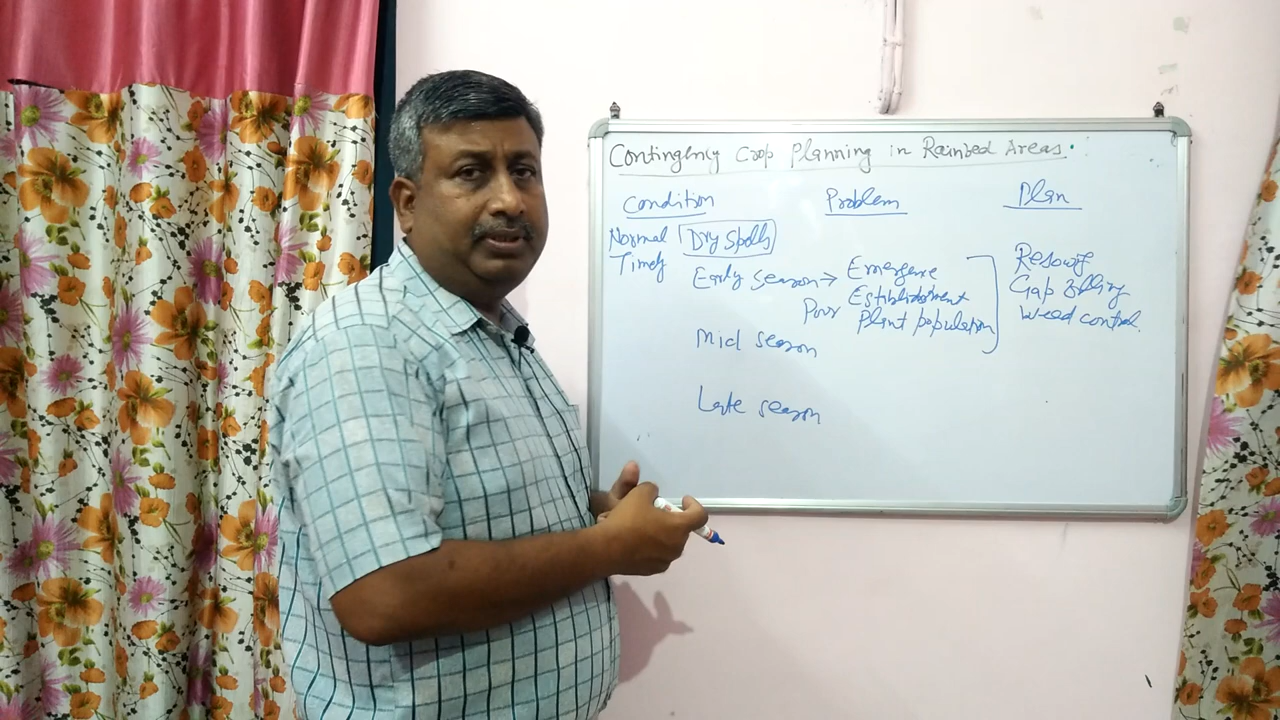 Contingency Crop Planning in Rainfed Areas.
Condition Problem Plan
Normal Dry Spells
Timely
Early season → Emergence
Poor Establishment
Plant population
Resowing
Gap filling
Weed control.
Mid season
Late season